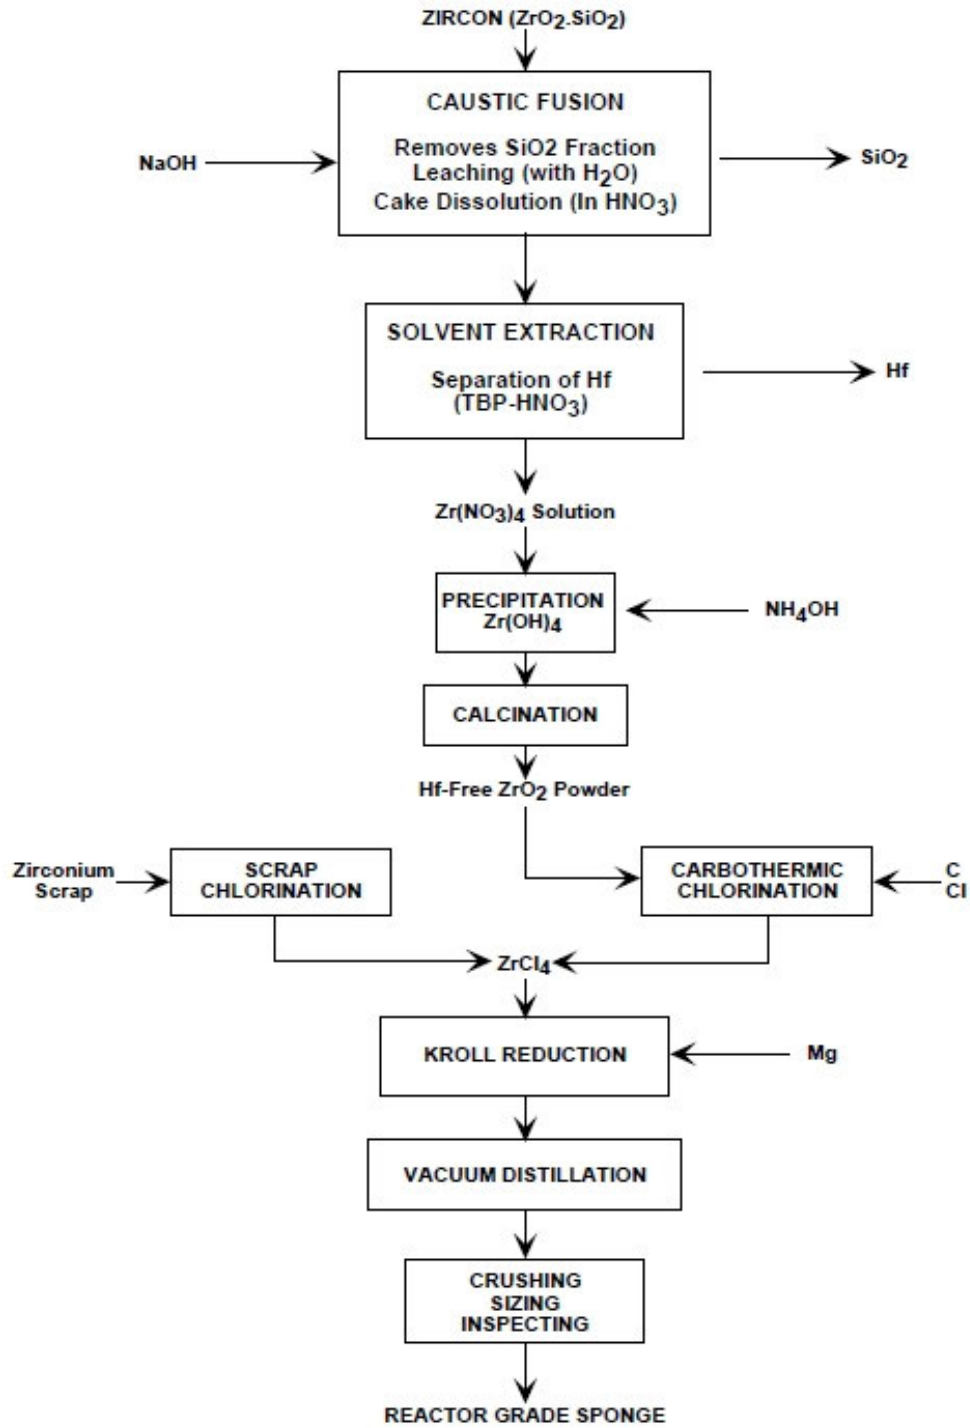 ZIRCON (ZrO2.SiO2)
CAUSTIC FUSION
Removes SiO2 Fraction
Leaching (with H2O)
Cake Dissolution (In HNO3)
NaOH
SiO2
SOLVENT EXTRACTION
Separation of Hf
(TBP-HNO3)
Hf
Zr(NO3)4 Solution
PRECIPITATION
Zr(OH)4
NH4OH
CALCINATION
Hf-Free ZrO2 Powder
Zirconium
Scrap
SCRAP
CHLORINATION
CARBOTHERMIC
CHLORINATION
C
Cl
ZrCl4
KROLL REDUCTION
Mg
VACUUM DISTILLATION
CRUSHING
SIZING
INSPECTING
REACTOR GRADE SPONGE